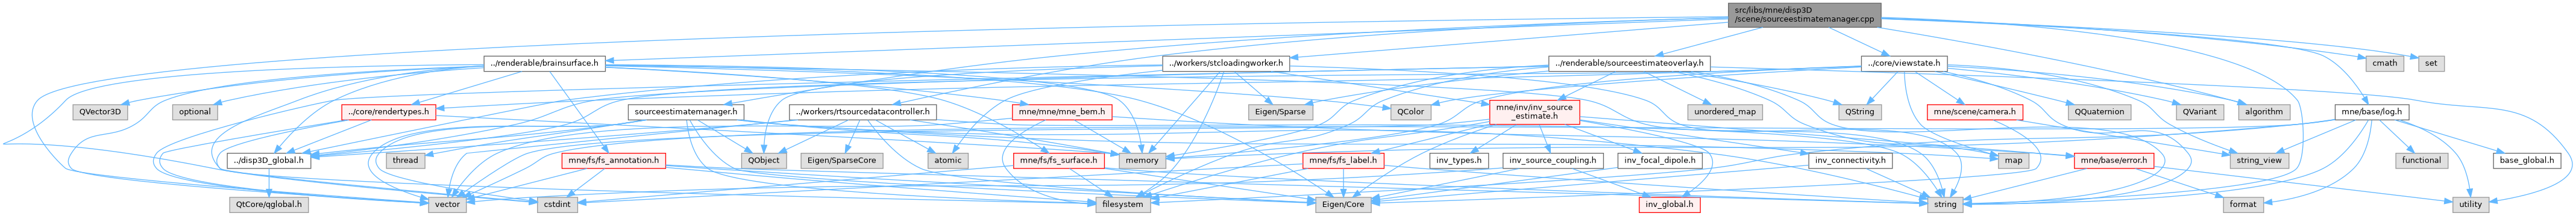 src/libs/mne/disp3D
/scene/sourceestimatemanager.cpp
../renderable/brainsurface.h
../workers/stcloadingworker.h
../renderable/sourceestimateoverlay.h
../core/viewstate.h
cmath
set
QVector3D
optional
../core/rendertypes.h
sourceestimatemanager.h
../workers/rtsourcedatacontroller.h
mne/mne/mne_bem.h
Eigen/Sparse
QColor
mne/inv/inv_source
_estimate.h
unordered_map
QString
mne/scene/camera.h
QQuaternion
QVariant
algorithm
mne/base/log.h
../disp3D_global.h
mne/fs/fs_annotation.h
thread
QObject
Eigen/SparseCore
atomic
mne/fs/fs_surface.h
memory
mne/fs/fs_label.h
inv_types.h
inv_source_coupling.h
inv_focal_dipole.h
inv_connectivity.h
map
mne/base/error.h
string_view
functional
base_global.h
QtCore/qglobal.h
vector
cstdint
filesystem
Eigen/Core
inv_global.h
string
format
utility